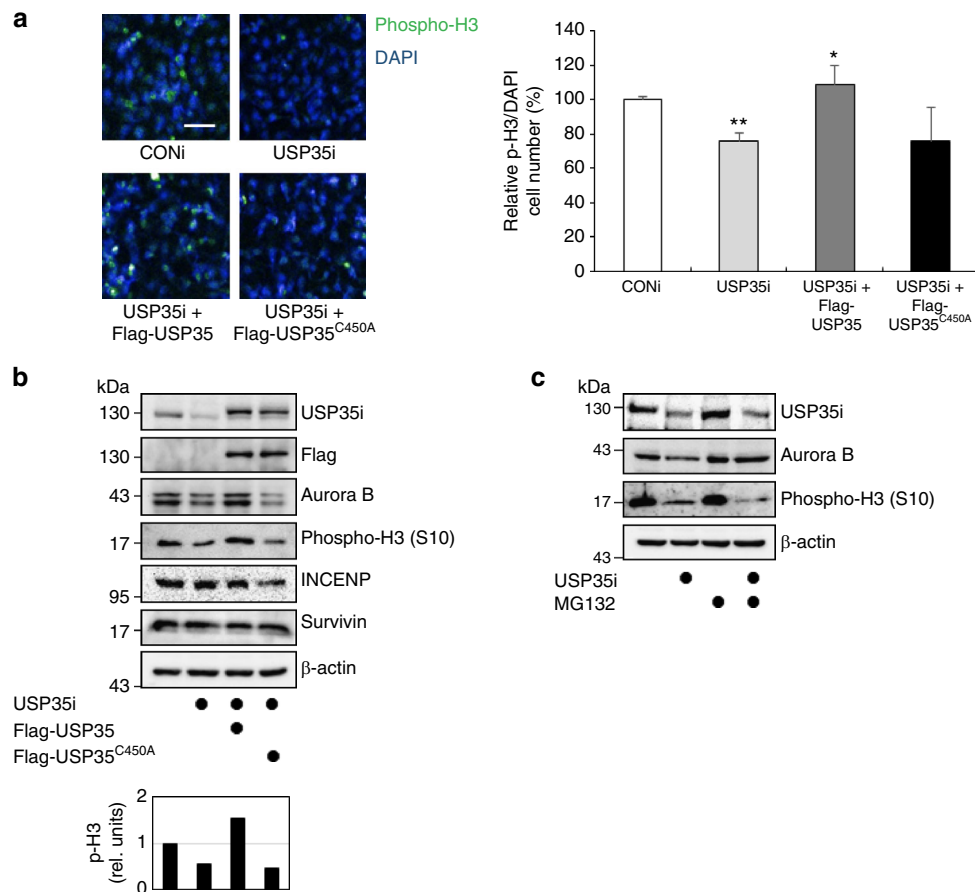 a
Phospho-H3
DAPI
CONi
USP35i
USP35i +
Flag-USP35
USP35i +
Flag-USP35C450A
Relative p-H3/DAPI
cell number (%)
140
120
100
80
60
40
20
0
**
*
CONi
USP35i
USP35i +
Flag-
USP35
USP35i +
Flag-
USP35C450A
b
kDa
130
USP35i
130
Flag
43
Aurora B
17
Phospho-H3 (S10)
95
INCENP
17
Survivin
43
β-actin
USP35i
Flag-USP35
Flag-USP35C450A
p-H3
(rel. units)
2
1
0
c
kDa
130
USP35i
43
Aurora B
17
Phospho-H3 (S10)
43
β-actin
USP35i
MG132